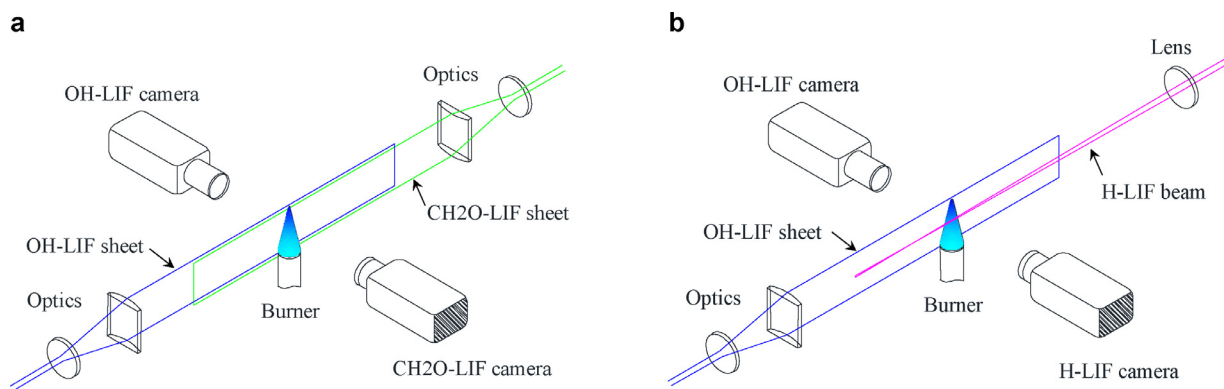 a
Optics
OH-LIF camera
CH2O-LIF sheet
OH-LIF sheet
Optics
Burner
CH2O-LIF camera
b
Lens
OH-LIF camera
H-LIF beam
OH-LIF sheet
Optics
Burner
H-LIF camera